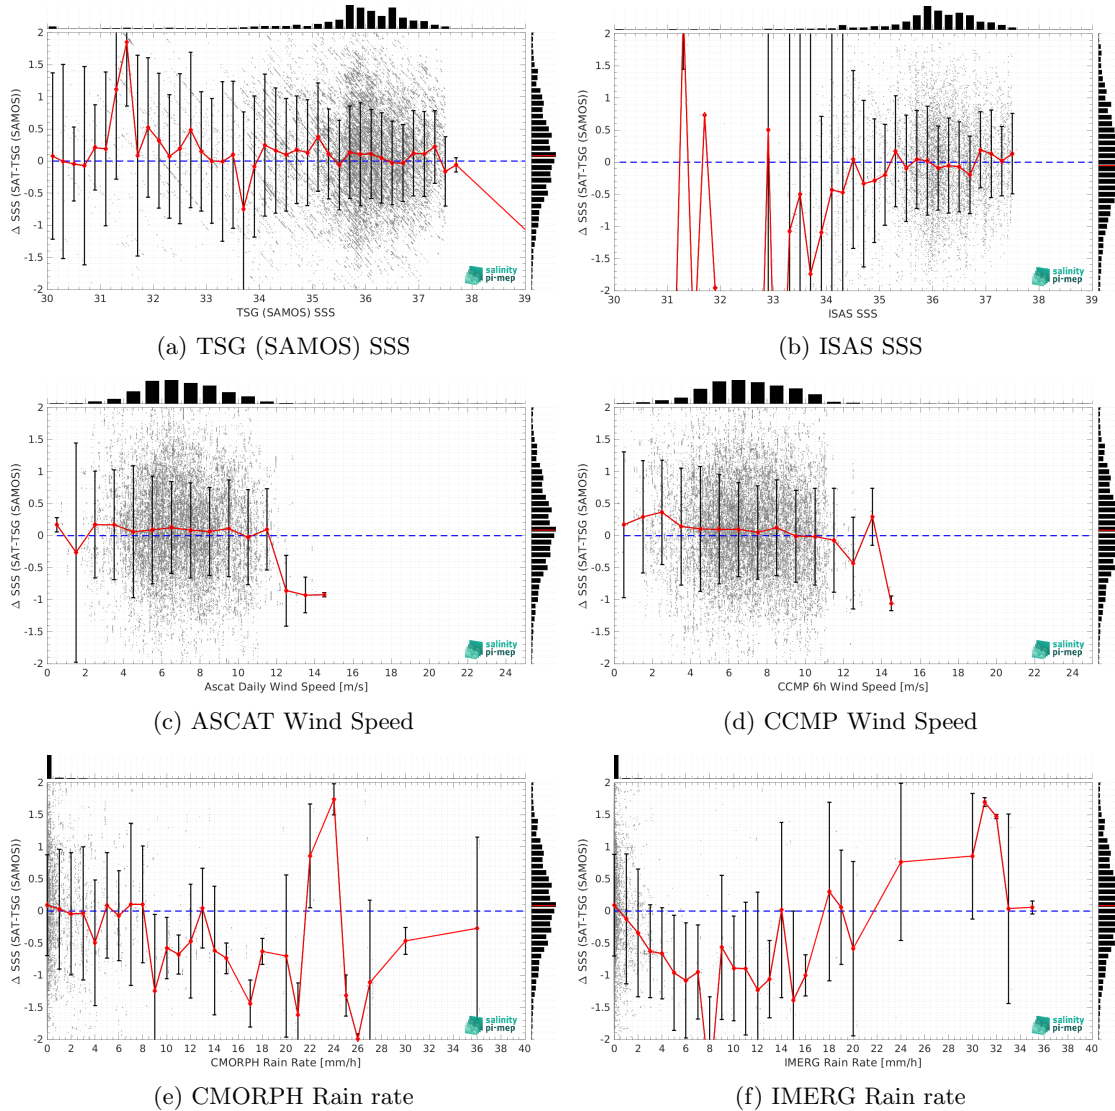 2
1.5
1
0.5
0
-0.5
-1
-1.5
-2
Δ SSS (SAT-TSG (SAMOS))
salinity
pi-mep
30 31 32 33 34 35 36 37 38 39
TSG (SAMOS) SSS
(a) TSG (SAMOS) SSS
2
1.5
1
0.5
0
-0.5
-1
-1.5
-2
Δ SSS (SAT-TSG (SAMOS))
salinity
pi-mep
30 31 32 33 34 35 36 37 38 39
ISAS SSS
(b) ISAS SSS
2
1.5
1
0.5
0
-0.5
-1
-1.5
-2
Δ SSS (SAT-TSG (SAMOS))
salinity
pi-mep
0 2 4 6 8 10 12 14 16 18 20 22 24
Ascat Daily Wind Speed [m/s]
(c) ASCAT Wind Speed
2
1.5
1
0.5
0
-0.5
-1
-1.5
-2
Δ SSS (SAT-TSG (SAMOS))
salinity
pi-mep
0 2 4 6 8 10 12 14 16 18 20 22 24
CCMP 6h Wind Speed [m/s]
(d) CCMP Wind Speed
2
1.5
1
0.5
0
-0.5
-1
-1.5
-2
Δ SSS (SAT-TSG (SAMOS))
salinity
pi-mep
0 2 4 6 8 10 12 14 16 18 20 22 24 26 28 30 32 34 36 38 40
CMORPH Rain Rate [mm/h]
(e) CMORPH Rain rate
2
1.5
1
0.5
0
-0.5
-1
-1.5
-2
Δ SSS (SAT-TSG (SAMOS))
salinity
pi-mep
0 2 4 6 8 10 12 14 16 18 20 22 24 26 28 30 32 34 36 38 40
IMERG Rain Rate [mm/h]
(f) IMERG Rain rate